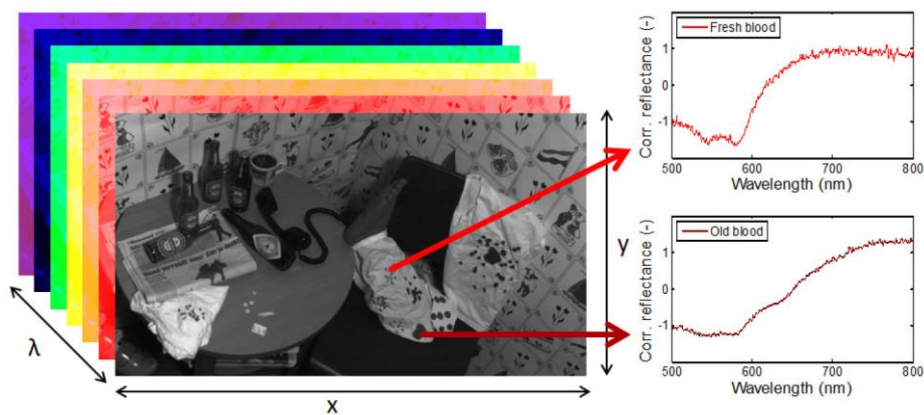 Fresh blood
Corr. reflectance (-)
1
0
-1
500
600
700
800
Wavelength (nm)
Old blood
Corr. reflectance (-)
1
0
-1
500
600
700
800
Wavelength (nm)
y
λ
x